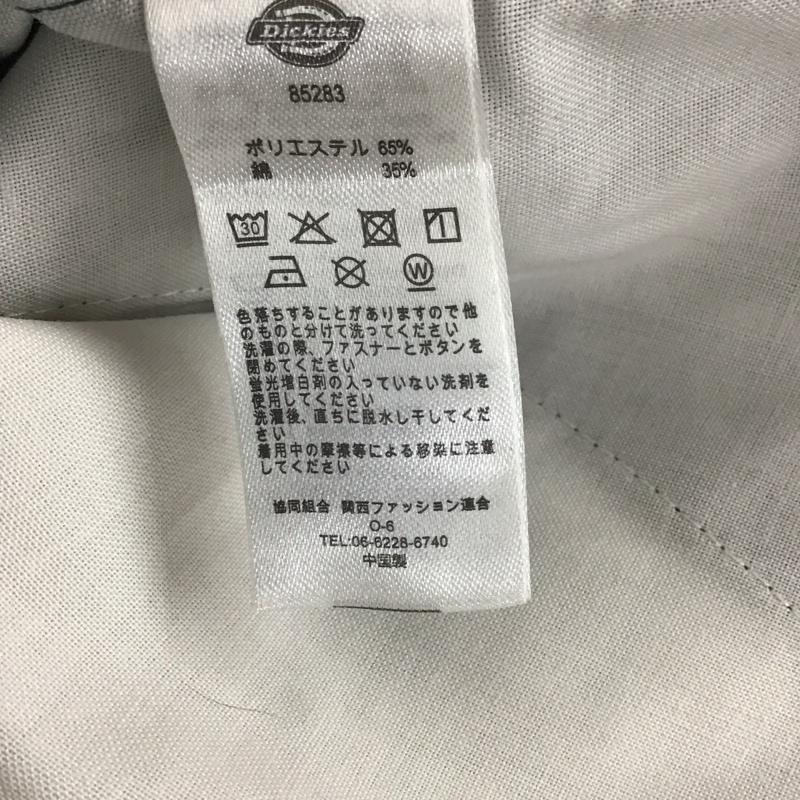 Dickies
85283
ポリエステル 65%
綿 35%
30
W
色落ちすることがありますので他
のものと分けて洗ってください
洗濯の際、ファスナーとボタンを
閉めてください
蛍光増白剤の入っていない洗剤を
使用してください
洗濯後、直ちに脱水し干してくだ
さい
着用中の摩擦等による移染に注意
してください
協同組合 関西ファッション連合
O-6
TEL:06-6228-6740
中国製